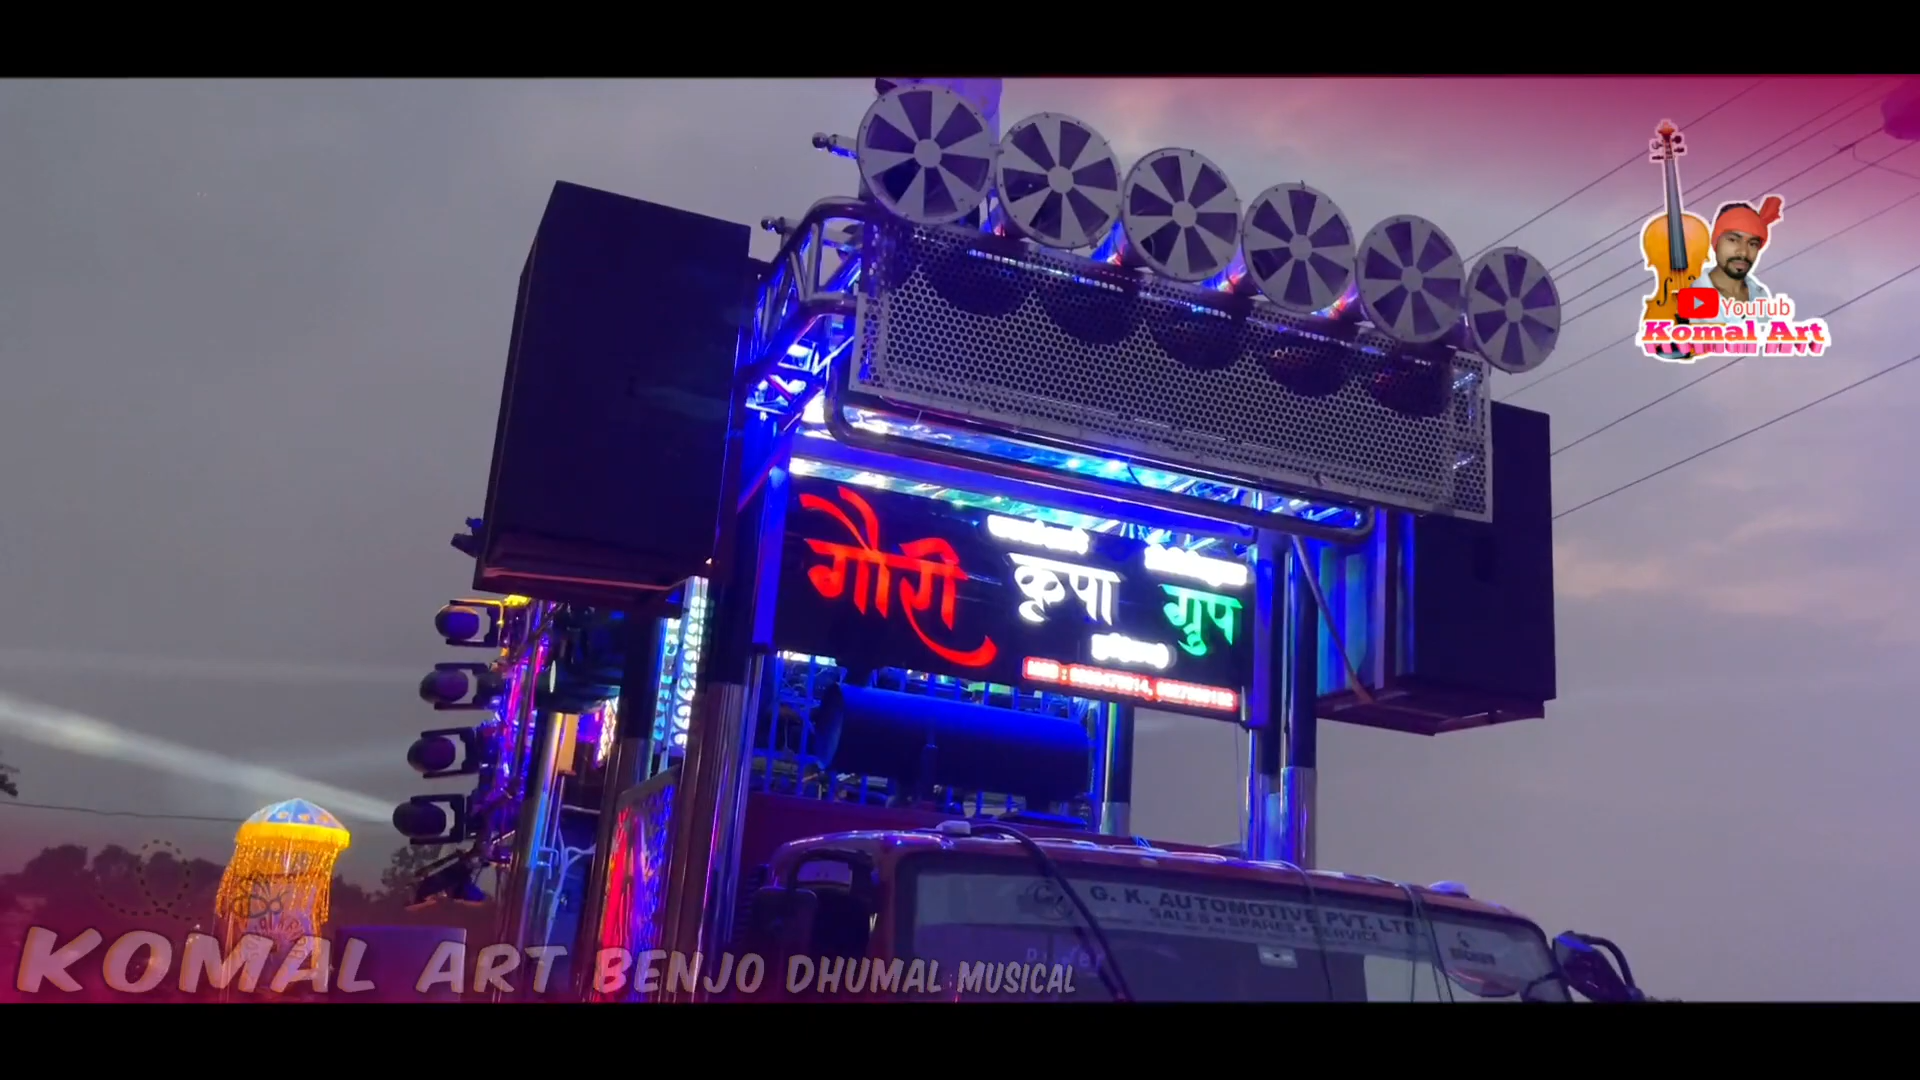 YouTub
Komal Art
गौरी कृपा ग्रुप
G. K. AUTOMOTIVE PVT. LTD.
SALES • SPARES • SERVICE
KOMAL ART BENJO DHUMAL MUSICAL